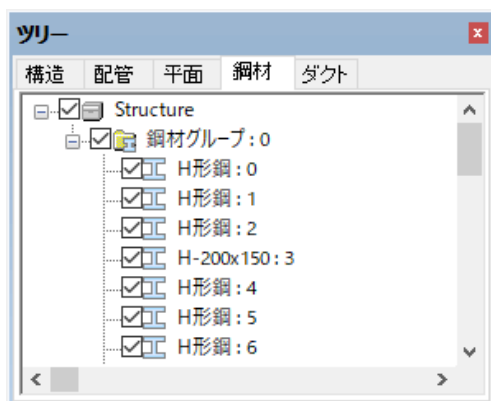 ツリー
構造 配管 平面 鋼材 ダクト
Structure
鋼材グループ : 0
H形鋼 : 0
H形鋼 : 1
H形鋼 : 2
H-200x150 : 3
H形鋼 : 4
H形鋼 : 5
H形鋼 : 6